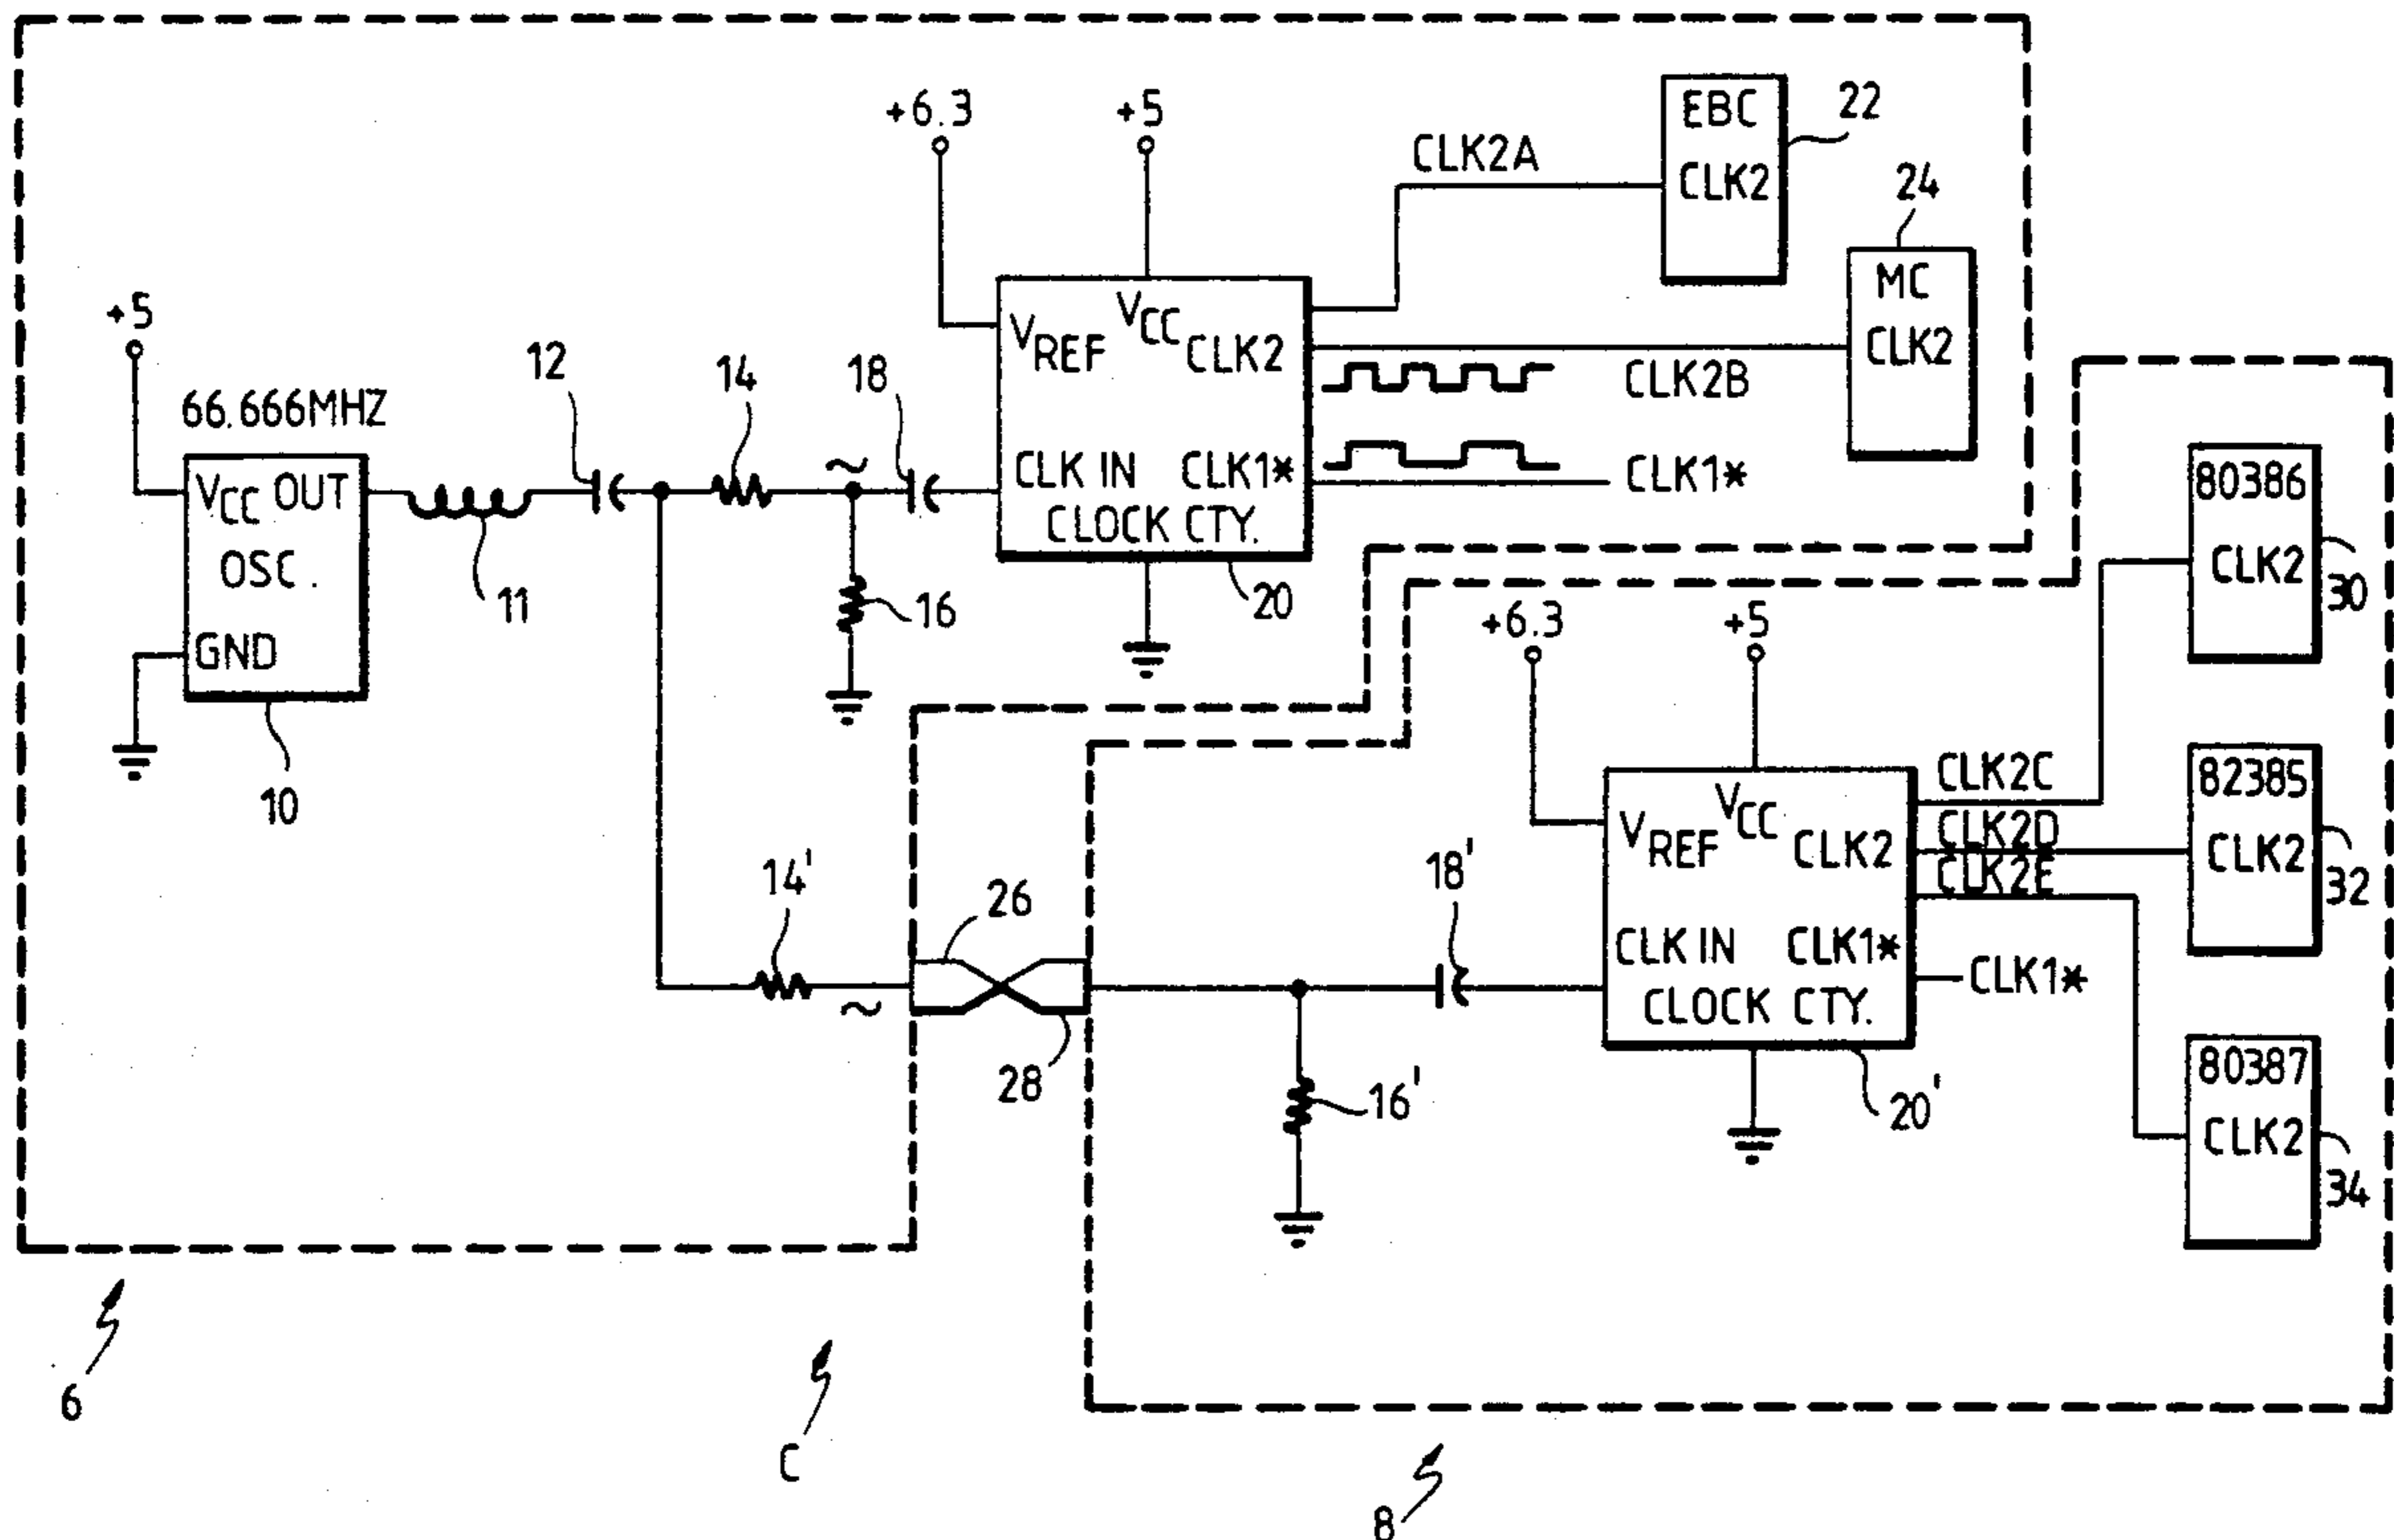 +6.3
+5
EBC
CLK2
22
CLK2A
24
MC
CLK2
+5
66.666MHZ
12
14
18
VREF
VCC
CLK2
CLK2B
VCC OUT
OSC.
GND
10
11
~
CLK IN
CLK1*
CLOCK CTY.
CLK1*
16
20
80386
CLK2
30
+6.3
+5
VREF
VCC
CLK2
CLK2C
CLK2D
CLK2E
82385
CLK2
32
14'
~
26
28
18'
CLK IN
CLK1*
CLOCK CTY.
CLK1*
16'
20'
80387
CLK2
34
6
C
8